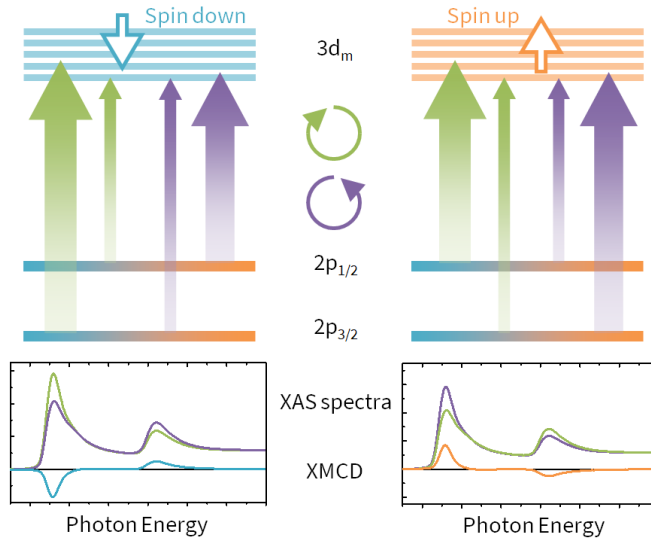 Spin down
Spin up
3dm
2p1/2
2p3/2
XAS spectra
XMCD
Photon Energy
Photon Energy